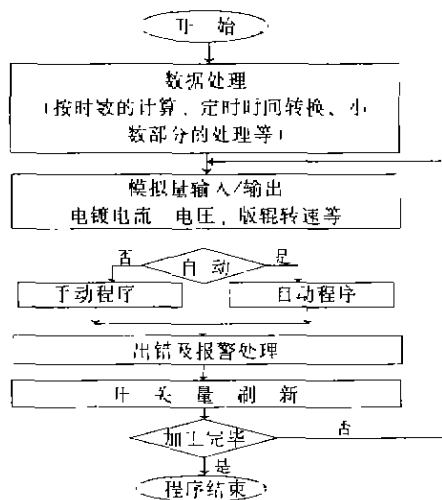 开 始
数据处理
(按时数的计算，定时时间转换、小
数部分的处理等)
模拟量输入/输出
电镀电流 电压，版辊转速等
否
自 动
是
手动程序
自动程序
出错及报警处理
开 关 量 刷 新
加工完毕
否
是
程序结束